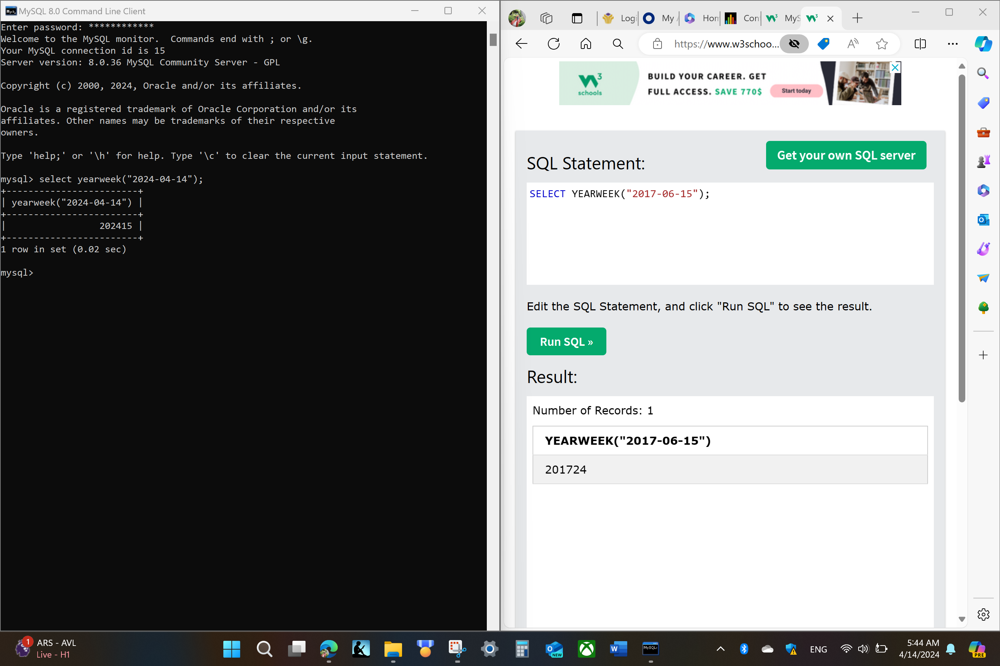 MySQL 8.0 Command Line Client
Enter password: ************
Welcome to the MySQL monitor.  Commands end with ; or \g.
Your MySQL connection id is 15
Server version: 8.0.36 MySQL Community Server - GPL
Copyright (c) 2000, 2024, Oracle and/or its affiliates.
Oracle is a registered trademark of Oracle Corporation and/or its
affiliates. Other names may be trademarks of their respective
owners.
Type 'help;' or '\h' for help. Type '\c' to clear the current input statement.
mysql> select yearweek("2024-04-14");
+------------------------+
| yearweek("2024-04-14") |
+------------------------+
|                 202415 |
+------------------------+
1 row in set (0.02 sec)
mysql>
Logi
My
Hom
Con
MyS
https://www.w3schoo...
W3 schools
BUILD YOUR CAREER. GET
FULL ACCESS. SAVE 770$
Start today
Get your own SQL server
SQL Statement:
SELECT YEARWEEK("2017-06-15");
Edit the SQL Statement, and click "Run SQL" to see the result.
Run SQL »
Result:
Number of Records: 1
YEARWEEK("2017-06-15")
201724
1
ARS - AVL
Live - H1
NEW
MySQL>
ENG
5:44 AM
4/14/2024
PRE